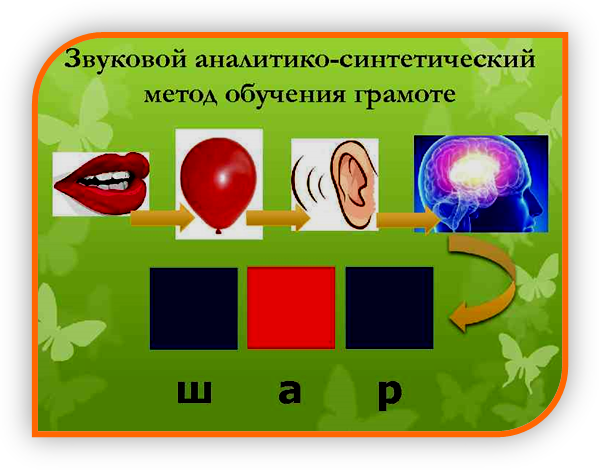 Звуковой аналитико-синтетический
метод обучения грамоте
ш а р